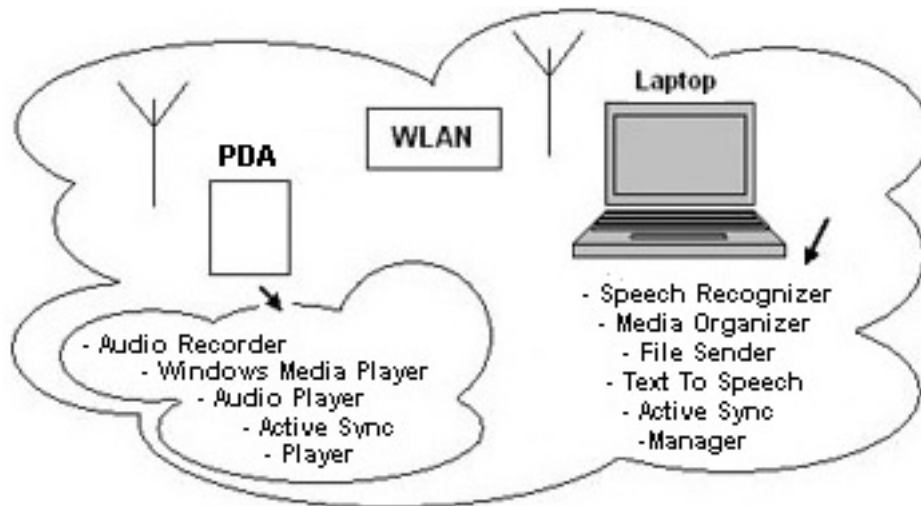 Laptop
WLAN
PDA
- Speech Recognizer
- Media Organizer
- File Sender
- Text To Speech
- Active Sync
-Manager
- Audio Recorder
- Windows Media Player
- Audio Player
- Active Sync
- Player